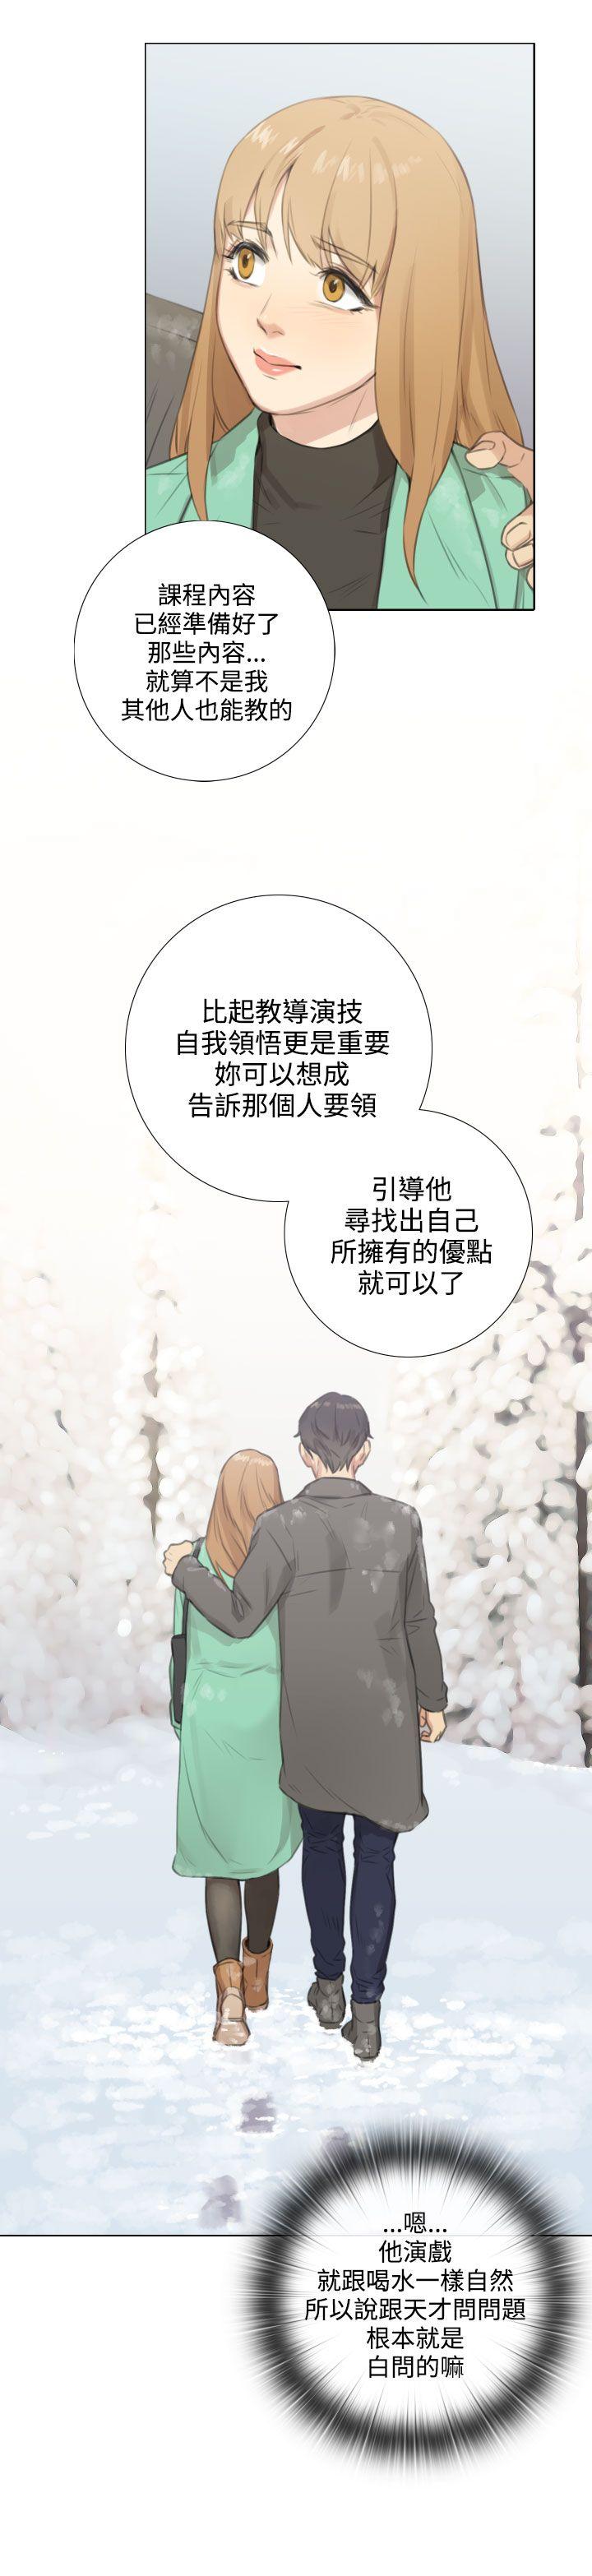 課程內容
已經準備好了
那些內容...
就算不是我
其他人也能教的
比起教導演技
自我領悟更是重要
妳可以想成
告訴那個人要領
引導他
尋找出自己
所擁有的優點
就可以了
...嗯...
他演戲
就跟喝水一樣自然
所以說跟天才問問題
根本就是
白問的嘛